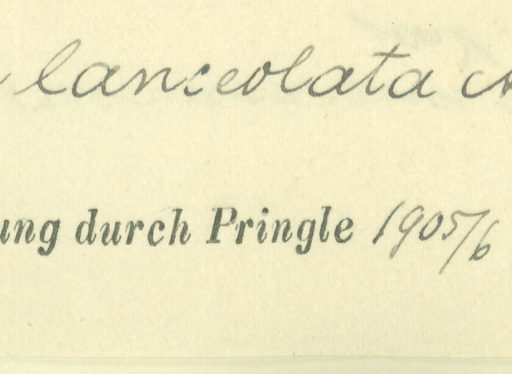 lanceolata
ung durch Pringle 1905/6